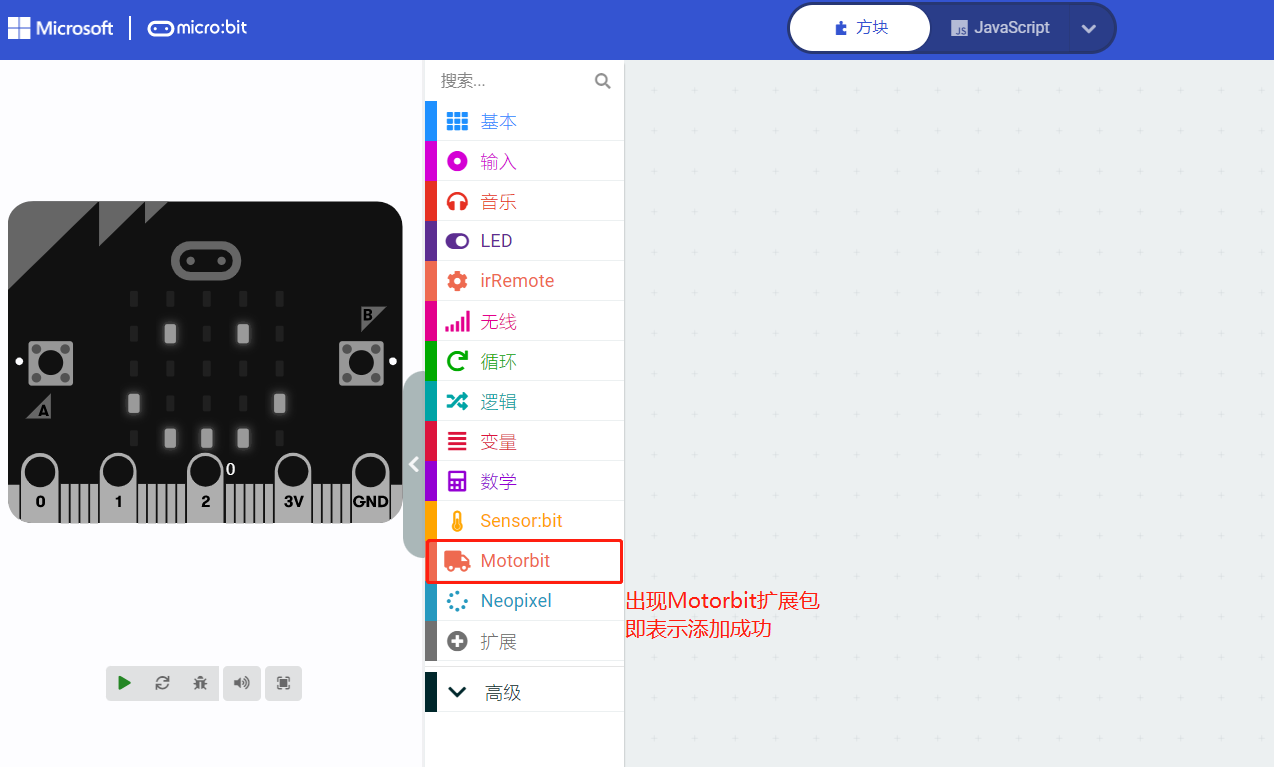 Microsoft
micro:bit
方块
JS JavaScript
搜索...
基本
输入
音乐
LED
irRemote
无线
循环
逻辑
变量
数学
Sensor:bit
Motorbit
Neopixel
扩展
高级
B
A
0
0
1
2
3V
GND
出现Motorbit扩展包
即表示添加成功